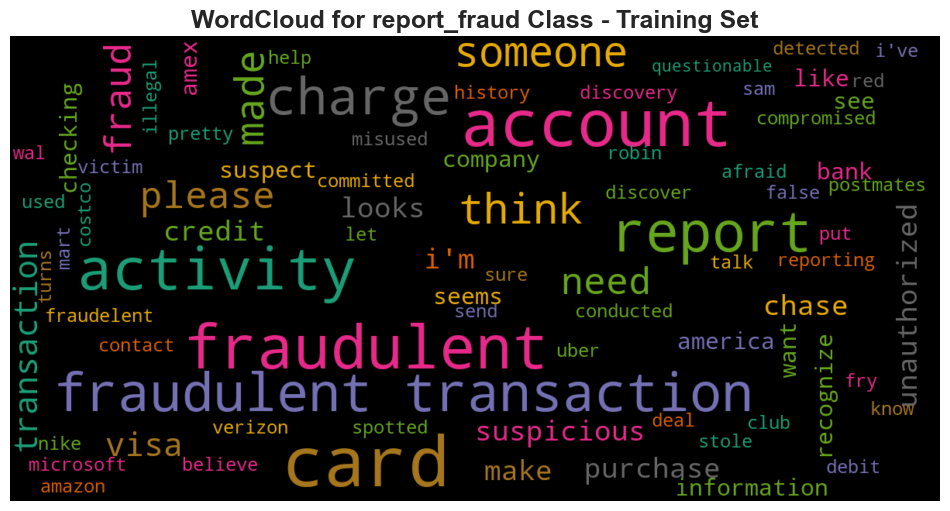 WordCloud for report_fraud Class - Training Set
someone
detected
i've
fraud
amex
illegal
made
help
questionable
like
red
charge
history
discovery
sam
see
checking
pretty
misused
account
compromised
wal
victim
suspect
committed
company
robin
afraid
bank
used
costco
please
looks
think
discover
false
postmates
credit
let
report
put
mart
turns
activity
i'm
sure
need
talk
reporting
unauthorized
transaction
fraudelent
seems
send
conducted
chase
contact
fraudulent
uber
america
want
recognize
fraudulent transaction
fry
know
nike
verizon
spotted
suspicious
deal
club
stole
visa
microsoft
believe
card
make
purchase
debit
amazon
information